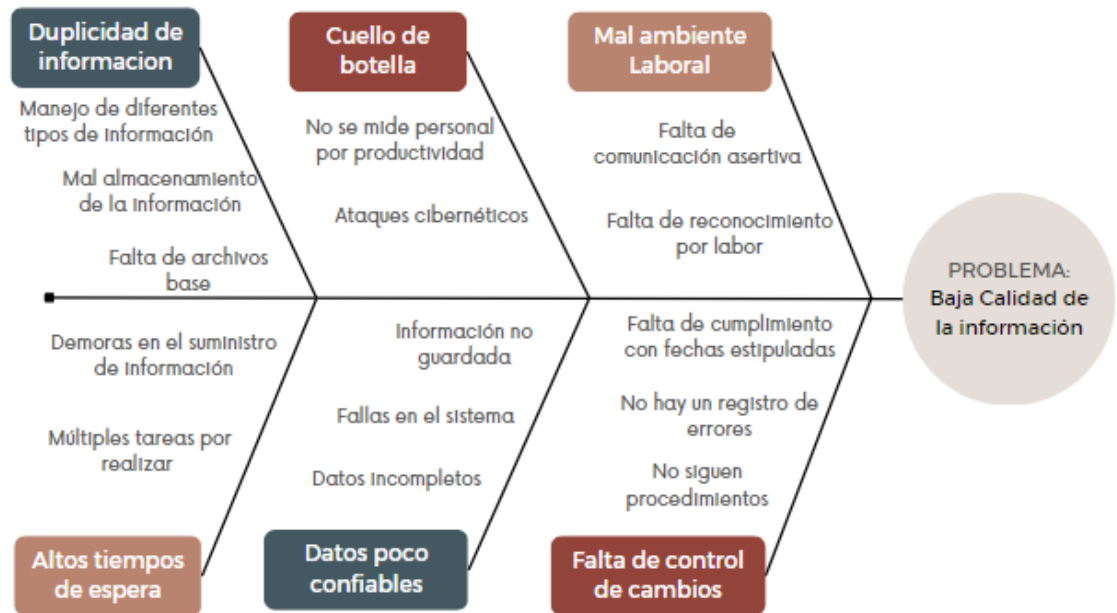 Duplicidad de
informacion
Cuello de
botella
Mal ambiente
Laboral
Manejo de diferentes
tipos de información
Mal almacenamiento
de la información
Falta de archivos
base
No se mide personal
por productividad
Ataques cibernéticos
Falta de
comunicación asertiva
Falta de reconocimiento
por labor
PROBLEMA:
Baja Calidad de
la información
Demoras en el suministro
de información
Múltiples tareas por
realizar
Información no
guardada
Fallas en el sistema
Datos incompletos
Falta de cumplimiento
con fechas estipuladas
No hay un registro de
errores
No siguen
procedimientos
Altos tiempos
de espera
Datos poco
confiables
Falta de control
de cambios